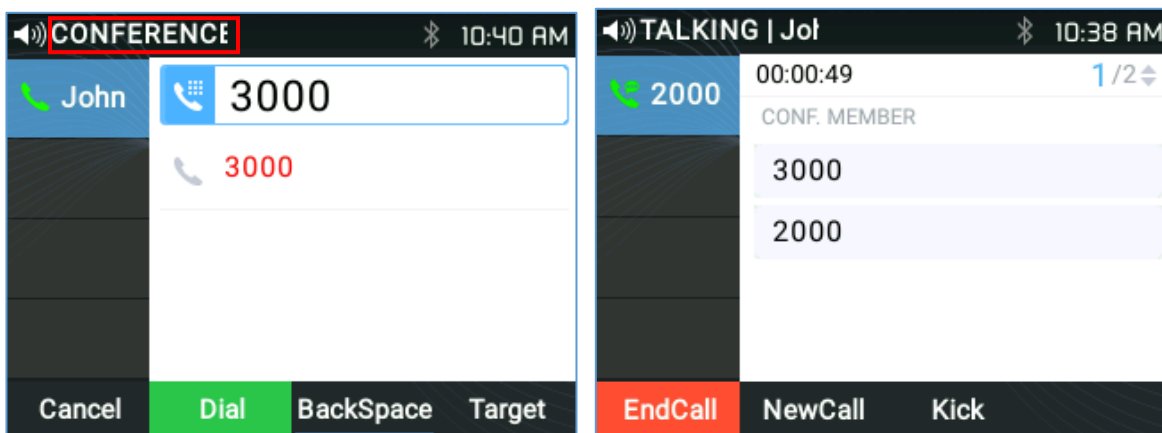 CONFERENCE 10:40 AM
John
3000
3000
Cancel Dial BackSpace Target
TALKING | Joh 10:38 AM
2000
00:00:49 1/2
CONF. MEMBER
3000
2000
EndCall NewCall Kick